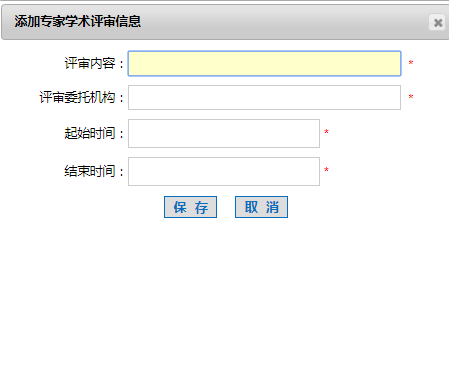 添加专家学术评审信息
评审内容： *
评审委托机构： *
起始时间： *
结束时间： *
保 存 取 消